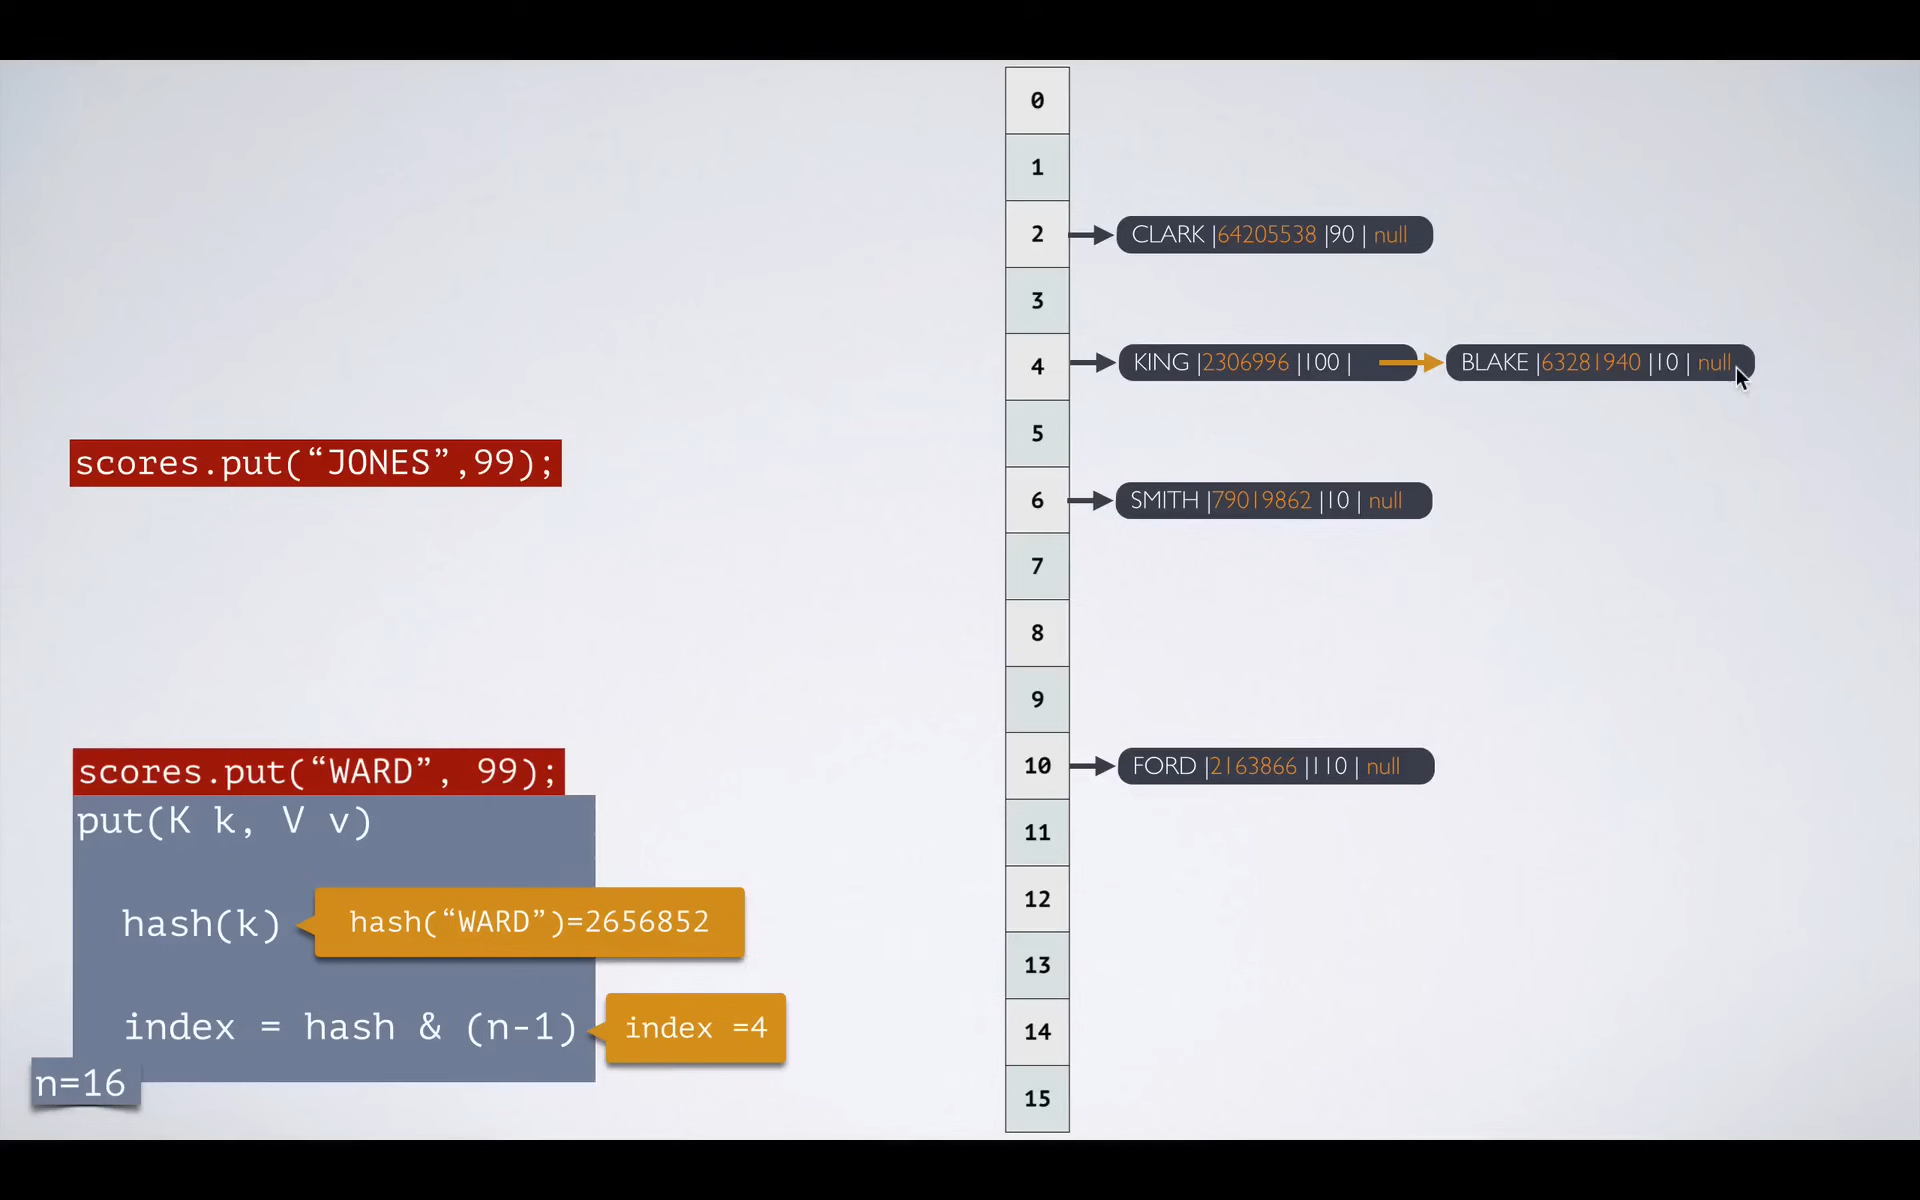 0
1
2 CLARK |64205538 |90 | null
3
4 KING |2306996 |100 | BLAKE |63281940 |10 | null
5
scores.put(“JONES”,99);
6 SMITH |79019862 |10 | null
7
8
9
10 FORD |2163866 |110 | null
scores.put(“WARD”, 99);
put(K k, V v)
11
12
hash(k) hash(“WARD”)=2656852
13
index = hash & (n-1) index =4
14
n=16
15